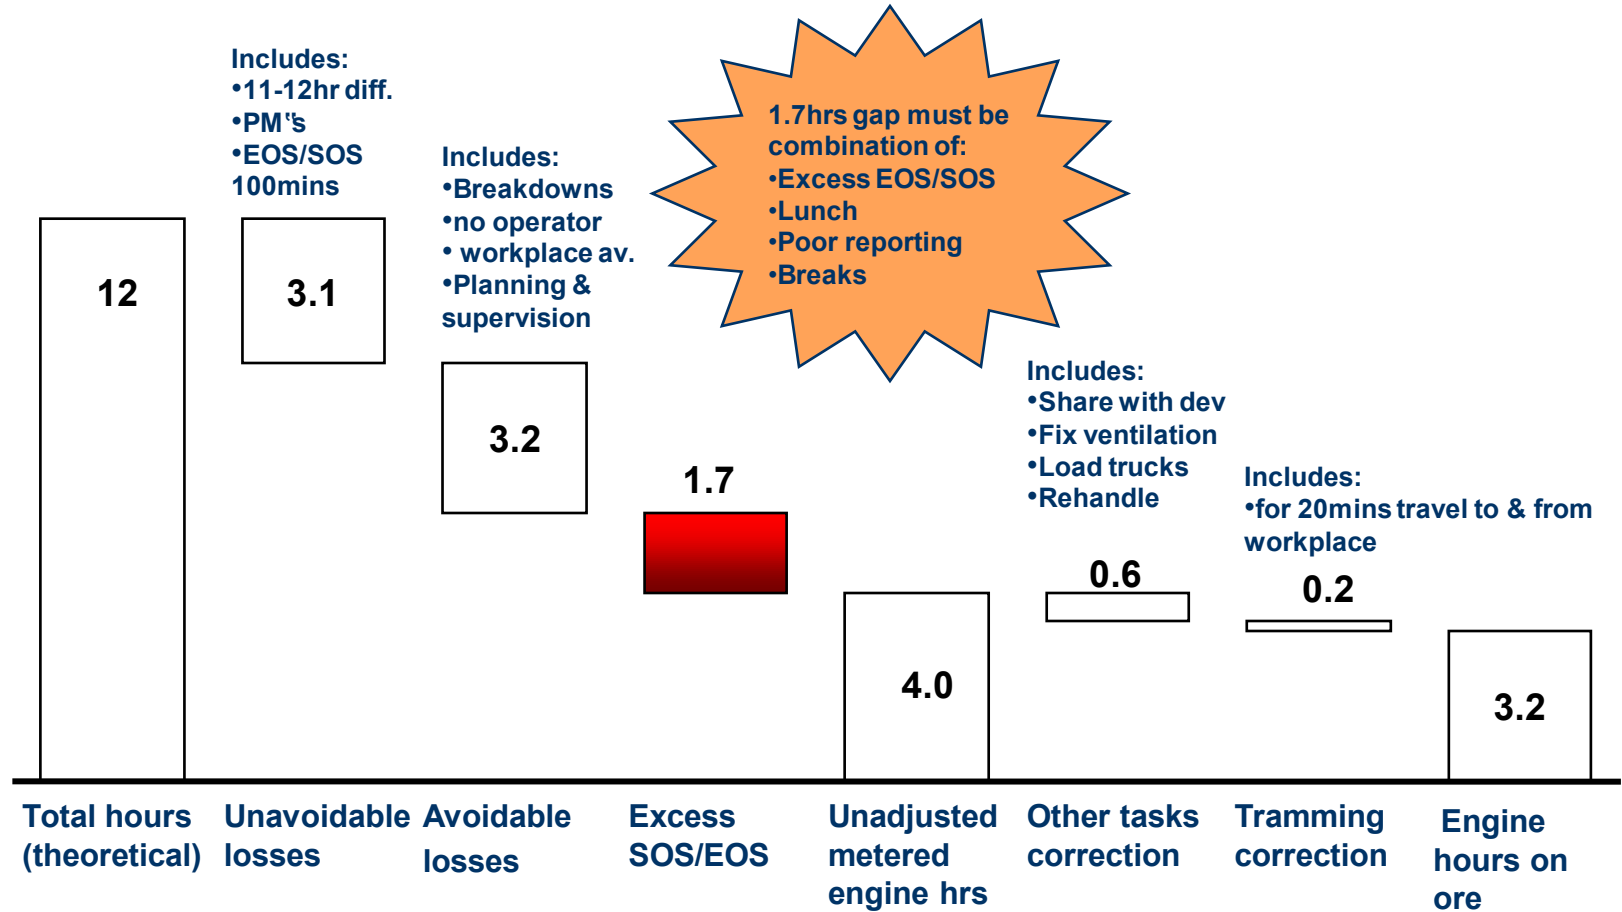 Includes:
•11-12hr diff.
•PM‟s
•EOS/SOS
100mins
Includes:
•Breakdowns
•no operator
• workplace av.
•Planning &
supervision
1.7hrs gap must be
combination of:
•Excess EOS/SOS
•Lunch
•Poor reporting
•Breaks
Includes:
•Share with dev
•Fix ventilation
•Load trucks
•Rehandle
Includes:
•for 20mins travel to & from
workplace
12
3.1
3.2
1.7
4.0
0.6
0.2
3.2
Total hours
(theoretical)
Unavoidable
losses
Avoidable
losses
Excess
SOS/EOS
Unadjusted
metered
engine hrs
Other tasks
correction
Tramming
correction
Engine
hours on
ore